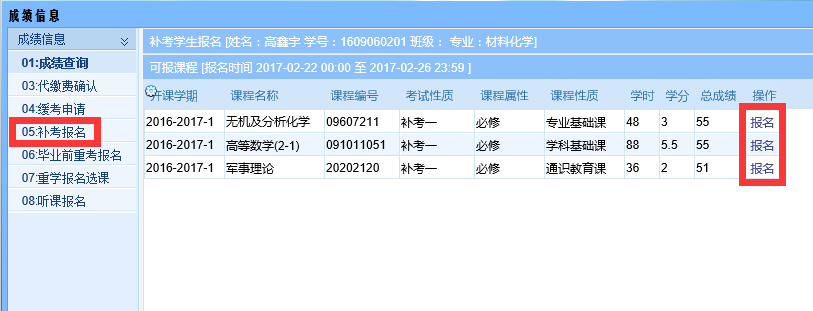 成绩信息
成绩信息
01:成绩查询
03:代缴费确认
04:缓考申请
05:补考报名
06:毕业前重考报名
07:重学报名选课
08:听课报名
补考学生报名 [姓名：高鑫宇 学号：1609060201 班级： 专业：材料化学]
可报课程 [报名时间 2017-02-22 00:00 至 2017-02-26 23:59 ]
开课学期 课程名称 课程编号 考试性质 课程属性 课程性质 学时 学分 总成绩 操作
2016-2017-1 无机及分析化学 09607211 补考一 必修 专业基础课 48 3 55 报名
2016-2017-1 高等数学(2-1) 091011051 补考一 必修 学科基础课 88 5.5 55 报名
2016-2017-1 军事理论 20202120 补考一 必修 通识教育课 36 2 51 报名